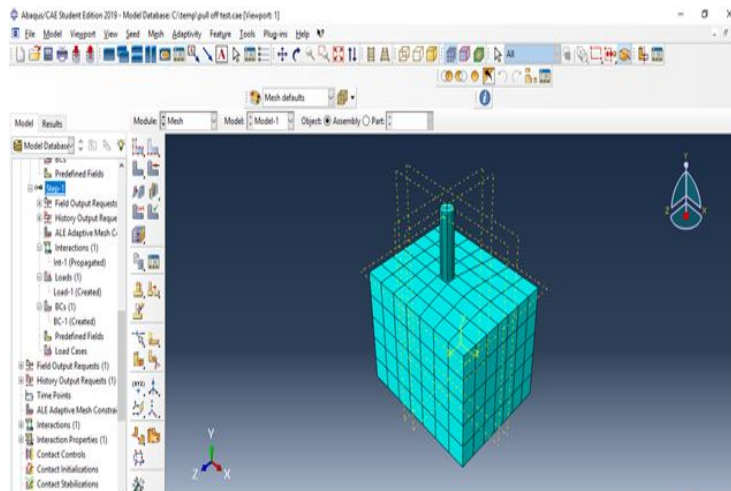 Abaqus/CAE Student Edition 2019 - Model Database: C:\temp\pull off test.cae [Viewport: 1]
File Model Viewport View Seed Mesh Adaptivity Feature Tools Plug-ins Help
All
Mesh defaults
Model Results Module: Mesh Model: Model-1 Object: Assembly Part:
Model Database
BCs
Predefined Fields
Step-1
Field Output Requests
History Output Reque
ALE Adaptive Mesh C
Interactions (1)
Int-1 (Propagated)
Loads (1)
Load-1 (Created)
BCs (1)
BC-1 (Created)
Predefined Fields
Load Cases
Field Output Requests (1)
History Output Requests (1)
Time Points
ALE Adaptive Mesh Constrai
Interactions (1)
Interaction Properties (1)
Contact Controls
Contact Initializations
Contact Stabilizations
Y
Z X
Y
Z X